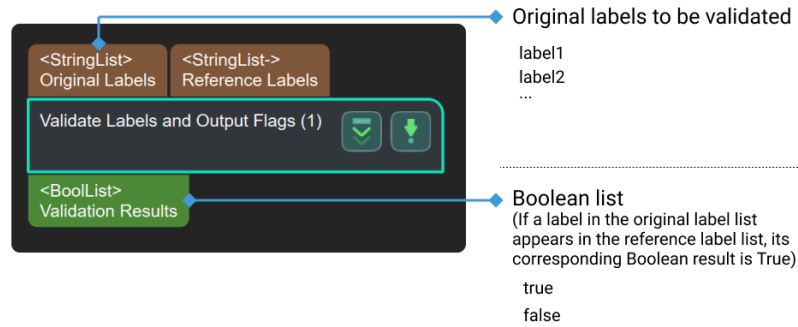 Original labels to be validated
label1
label2
...
<StringList>
Original Labels
<StringList->
Reference Labels
Validate Labels and Output Flags (1)
<BoolList>
Validation Results
Boolean list
(If a label in the original label list
appears in the reference label list, its
corresponding Boolean result is True)
true
false